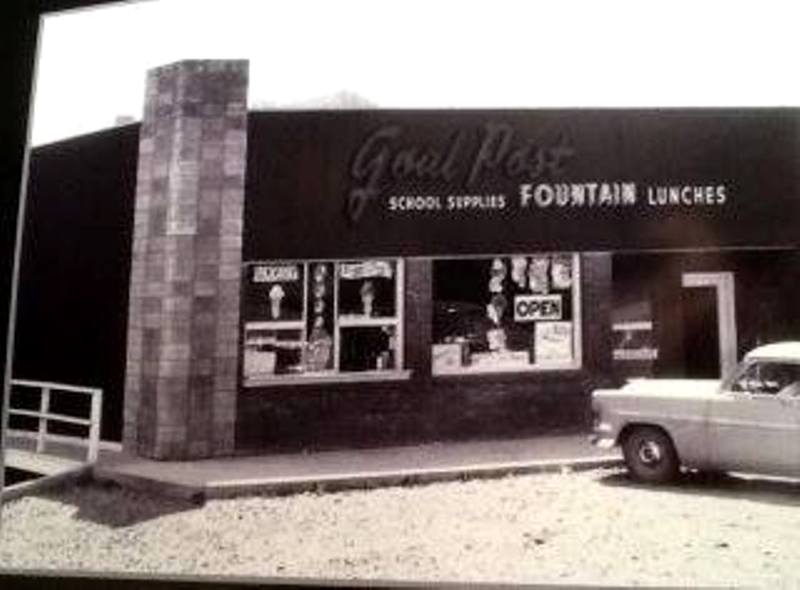 Goal Post
SCHOOL SUPPLIES FOUNTAIN LUNCHES
OPEN